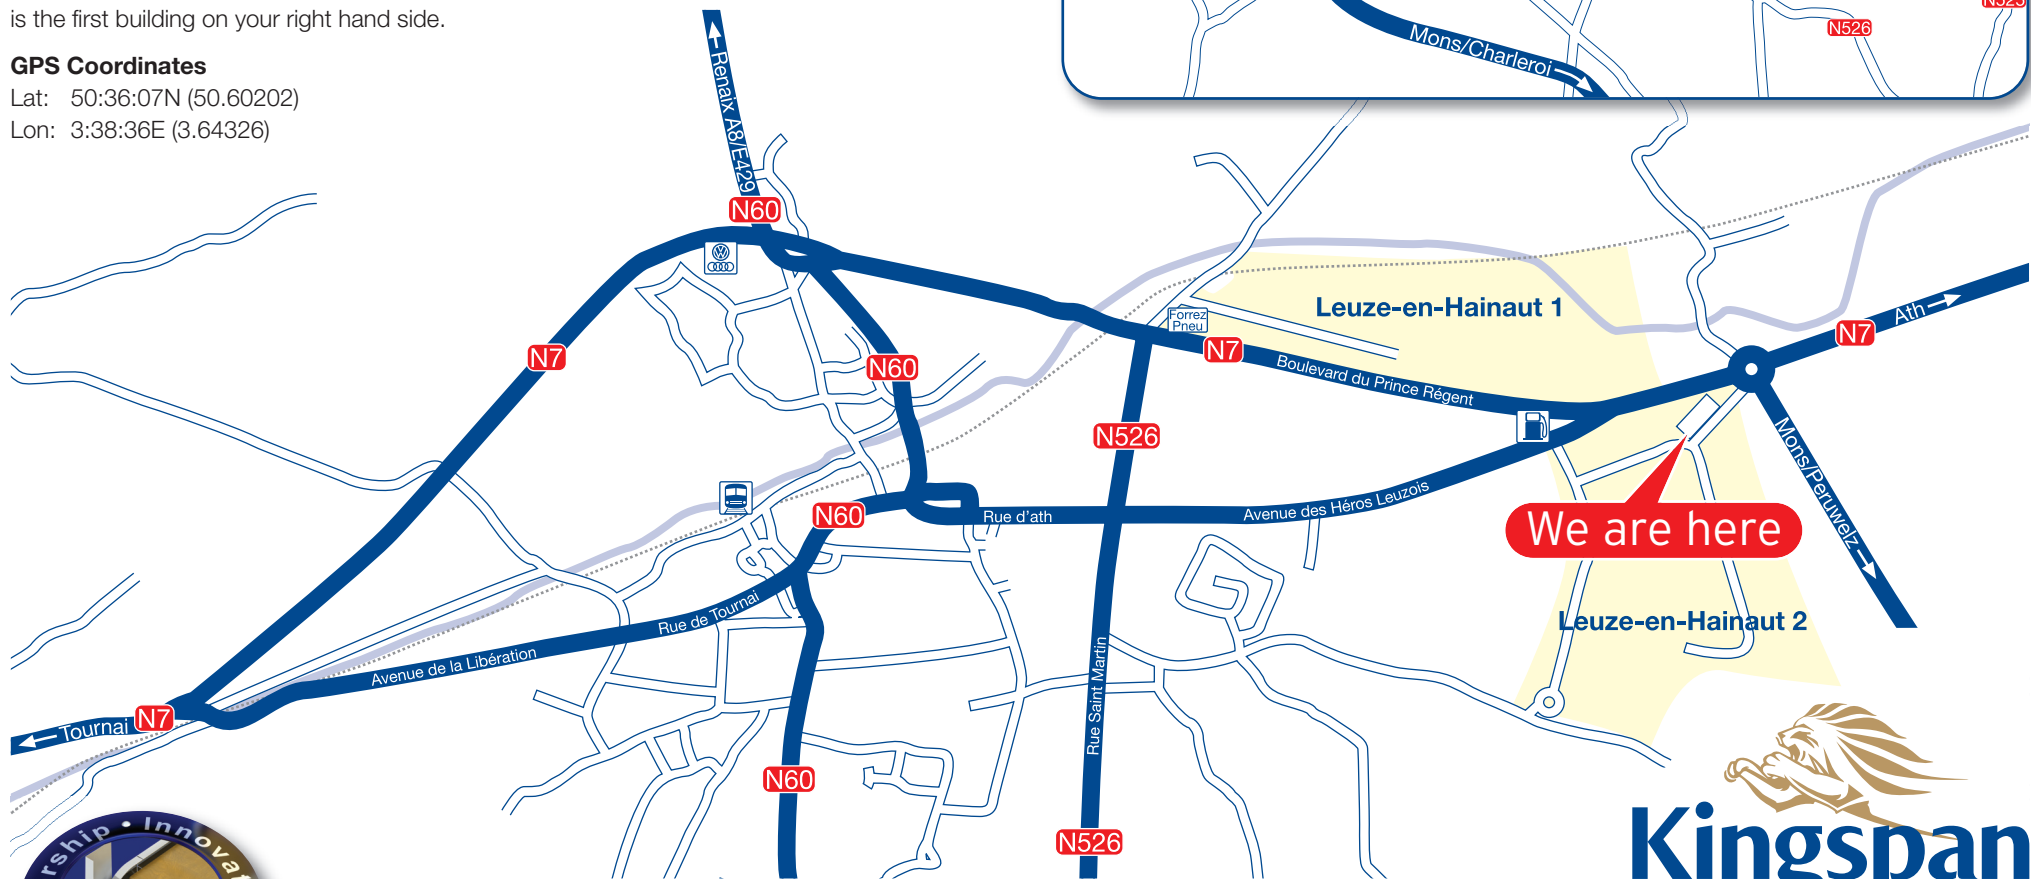 is the first building on your right hand side.
GPS Coordinates
Lat: 50:36:07N (50.60202)
Lon: 3:38:36E (3.64326)
N525
N526
Mons/Charleroi
Renaix A8/E429
N60
Leuze-en-Hainaut 1
Forrez
Pneu
N7
Boulevard du Prince Régent
N7
Ath
N7
N60
N526
Mons/Peruwelz
N60
Rue d'ath
Avenue des Héros Leuzois
We are here
Rue de Tournai
Leuze-en-Hainaut 2
Avenue de la Libération
Rue Saint Martin
Tournai
N7
N60
N526
rship • Innova
Kingspan